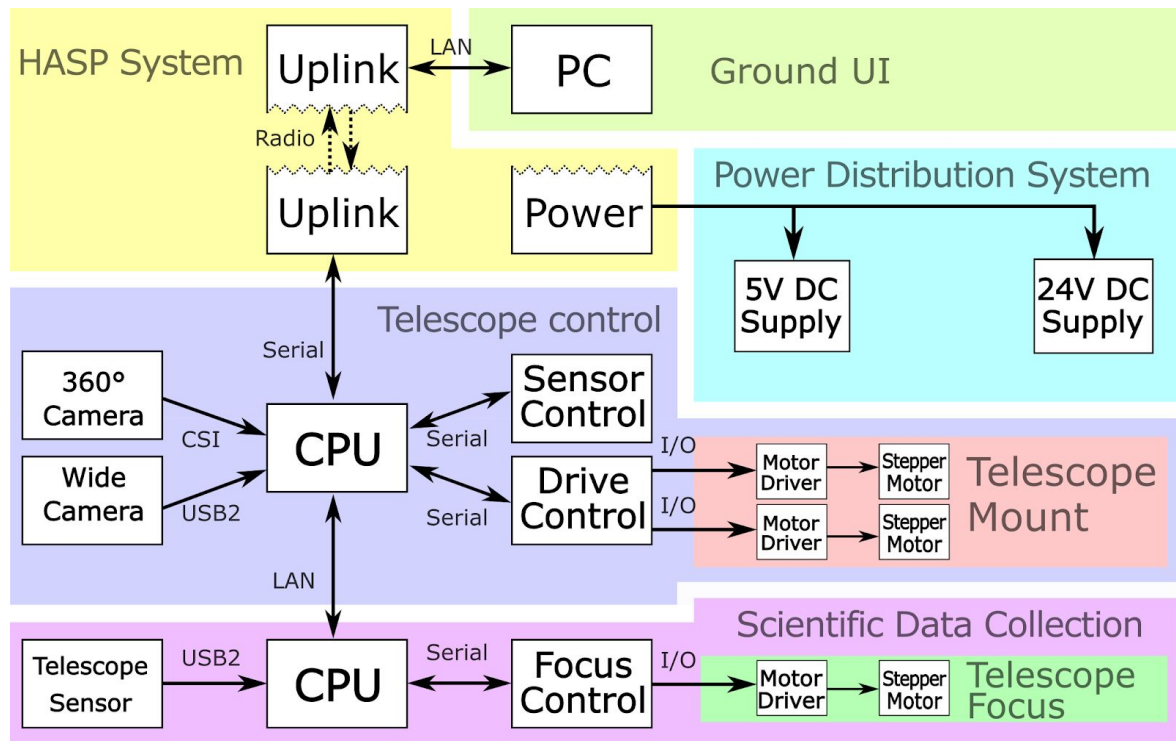 HASP System
Uplink
LAN
PC
Ground UI
Radio
Uplink
Power
Power Distribution System
5V DC
Supply
24V DC
Supply
Telescope control
Serial
360°
Camera
CSI
Wide
Camera
USB2
CPU
Serial
Sensor
Control
Serial
Drive
Control
I/O
I/O
Motor
Driver
Stepper
Motor
Motor
Driver
Stepper
Motor
Telescope
Mount
LAN
Scientific Data Collection
Telescope
Sensor
USB2
CPU
Serial
Focus
Control
I/O
Motor
Driver
Stepper
Motor
Telescope
Focus